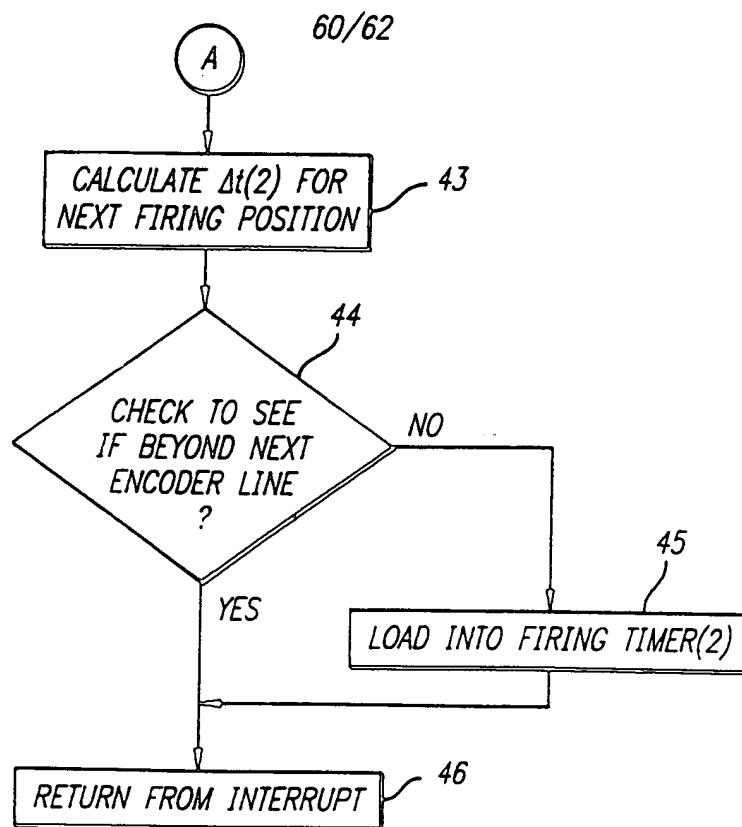 60/62
A
CALCULATE Δt(2) FOR
NEXT FIRING POSITION
43
44
CHECK TO SEE
IF BEYOND NEXT
ENCODER LINE
?
NO
YES
45
LOAD INTO FIRING TIMER(2)
46
RETURN FROM INTERRUPT